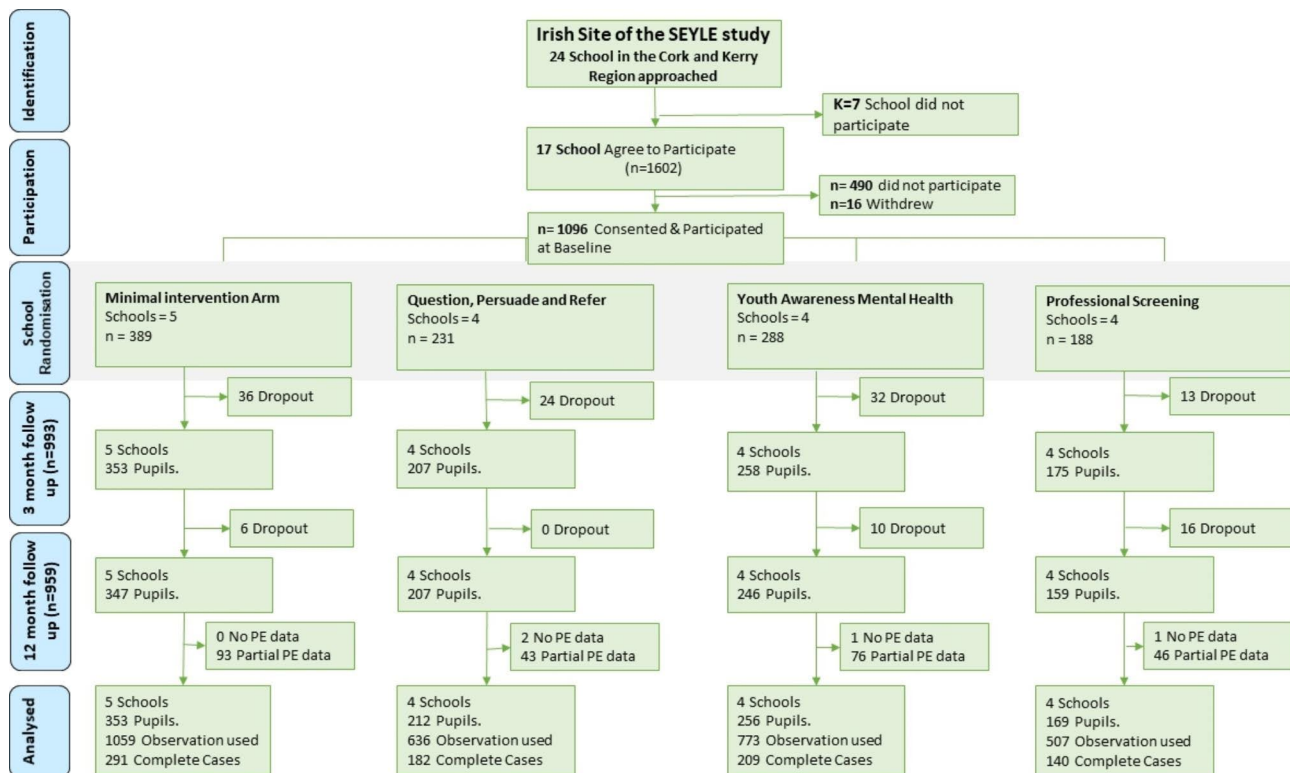 Identification
Irish Site of the SEYLE study
24 School in the Cork and Kerry
Region approached
K=7 School did not
participate
Participation
17 School Agree to Participate
(n=1602)
n= 490 did not participate
n=16 Withdrew
n= 1096 Consented & Participated
at Baseline
School
Randomisation
Minimal intervention Arm
Schools = 5
n = 389
Question, Persuade and Refer
Schools = 4
n = 231
Youth Awareness Mental Health
Schools = 4
n = 288
Professional Screening
Schools = 4
n = 188
36 Dropout
24 Dropout
32 Dropout
13 Dropout
3 month follow
up (n=993)
5 Schools
353 Pupils.
4 Schools
207 Pupils.
4 Schools
258 Pupils.
4 Schools
175 Pupils.
6 Dropout
0 Dropout
10 Dropout
16 Dropout
12 month follow
up (n=959)
5 Schools
347 Pupils.
4 Schools
207 Pupils.
4 Schools
246 Pupils.
4 Schools
159 Pupils.
0 No PE data
93 Partial PE data
2 No PE data
43 Partial PE data
1 No PE data
76 Partial PE data
1 No PE data
46 Partial PE data
Analysed
5 Schools
353 Pupils.
1059 Observation used
291 Complete Cases
4 Schools
212 Pupils.
636 Observation used
182 Complete Cases
4 Schools
256 Pupils.
773 Observation used
209 Complete Cases
4 Schools
169 Pupils.
507 Observation used
140 Complete Cases